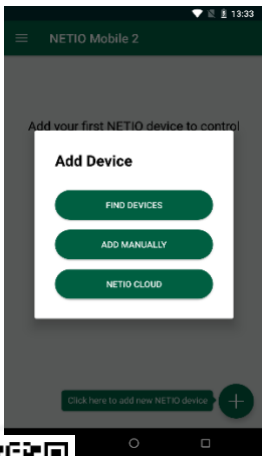 13:33
NETIO Mobile 2
Add your first NETIO device to control
Add Device
FIND DEVICES
ADD MANUALLY
NETIO CLOUD
Click here to add new NETIO device